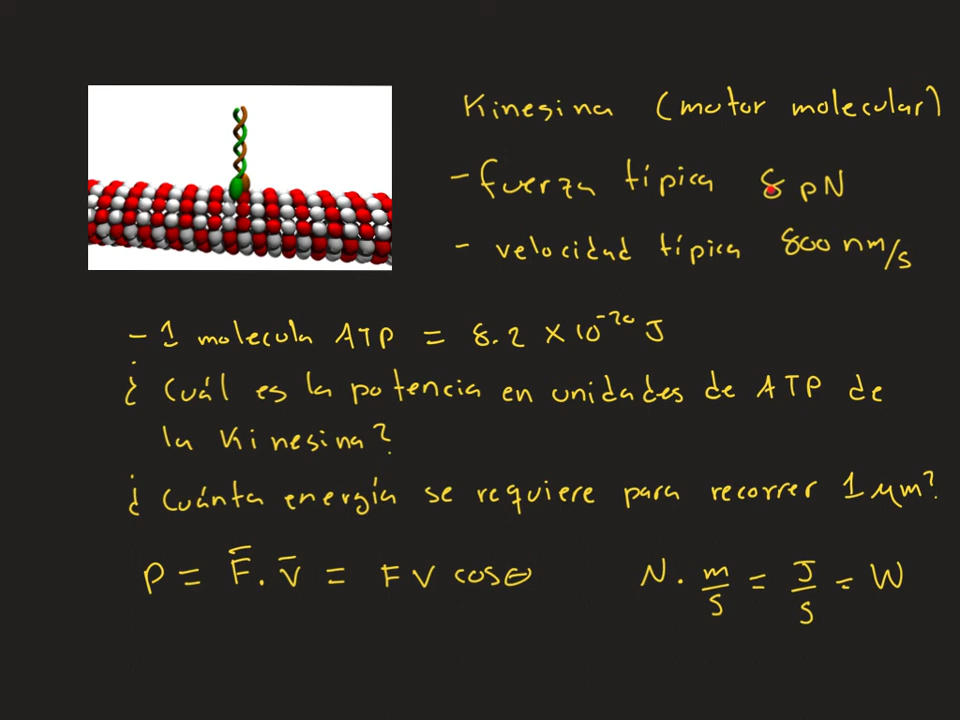 Kinesina (motor molecular)
- fuerza típica 8 pN
- velocidad típica 800 nm/s
- 1 molecula ATP = 8.2 × 10⁻²⁰ J
¿ Cuál es la potencia en unidades de ATP de
la Kinesina?
¿ Cuánta energía se requiere para recorrer 1 μm?
P = F̅ . v̅ = F V cosθ N . m/s = J/s = W